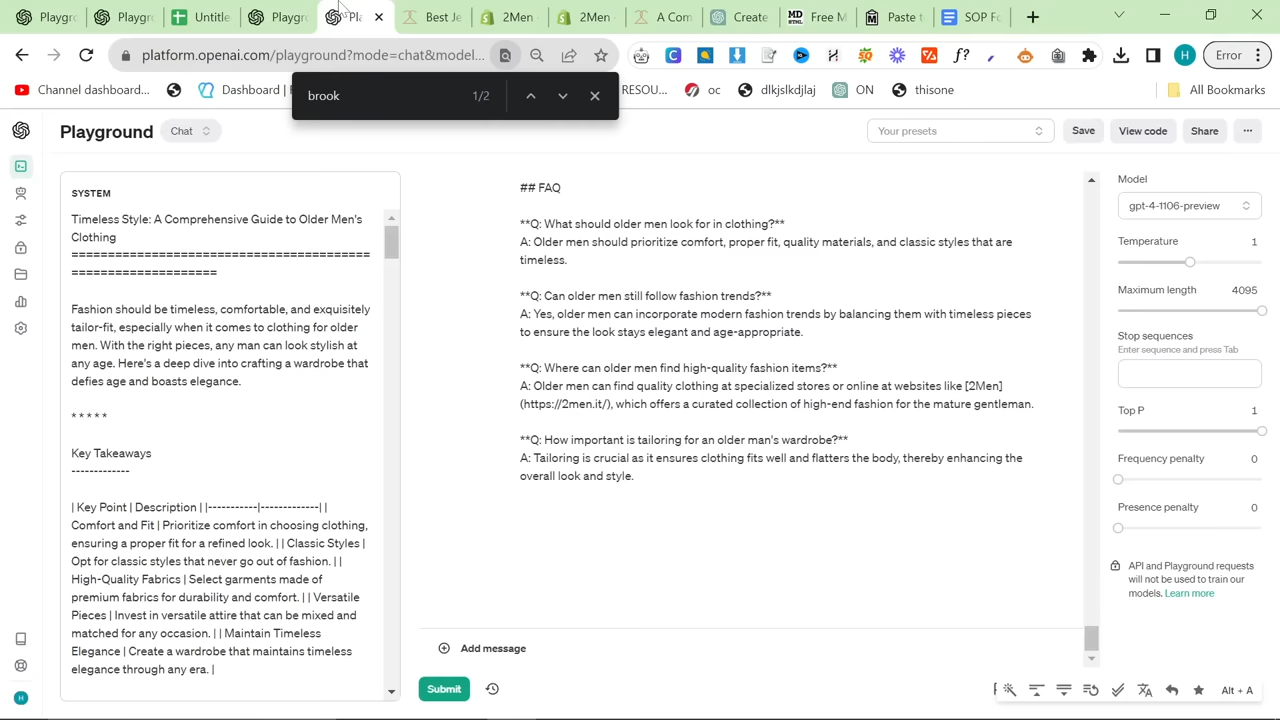 Playgro
Playgro
Untitle
Playgro
Pla
Best Je
2Men
2Men
A Com
Create
Free M
Paste t
SOP Fo
platform.openai.com/playground?mode=chat&model...
Error
Channel dashboard...
Dashboard |
RESOU...
oc
dlkjslkdjlaj
ON
thisone
All Bookmarks
brook
1/2
Playground
Chat
Your presets
Save
View code
Share
SYSTEM
Timeless Style: A Comprehensive Guide to Older Men's
Clothing
=========================================
====================
Fashion should be timeless, comfortable, and exquisitely
tailor-fit, especially when it comes to clothing for older
men. With the right pieces, any man can look stylish at
any age. Here's a deep dive into crafting a wardrobe that
defies age and boasts elegance.
* * * * *
Key Takeaways
-------------
| Key Point | Description | |-----------|-------------| |
Comfort and Fit | Prioritize comfort in choosing clothing,
ensuring a proper fit for a refined look. | | Classic Styles |
Opt for classic styles that never go out of fashion. | |
High-Quality Fabrics | Select garments made of
premium fabrics for durability and comfort. | | Versatile
Pieces | Invest in versatile attire that can be mixed and
matched for any occasion. | | Maintain Timeless
Elegance | Create a wardrobe that maintains timeless
elegance through any era. |
## FAQ
**Q: What should older men look for in clothing?**
A: Older men should prioritize comfort, proper fit, quality materials, and classic styles that are
timeless.
**Q: Can older men still follow fashion trends?**
A: Yes, older men can incorporate modern fashion trends by balancing them with timeless pieces
to ensure the look stays elegant and age-appropriate.
**Q: Where can older men find high-quality fashion items?**
A: Older men can find quality clothing at specialized stores or online at websites like [2Men]
(https://2men.it/), which offers a curated collection of high-end fashion for the mature gentleman.
**Q: How important is tailoring for an older man's wardrobe?**
A: Tailoring is crucial as it ensures clothing fits well and flatters the body, thereby enhancing the
overall look and style.
Add message
Submit
Model
gpt-4-1106-preview
Temperature 1
Maximum length 4095
Stop sequences
Enter sequence and press Tab
Top P 1
Frequency penalty 0
Presence penalty 0
API and Playground requests
will not be used to train our
models. Learn more
Alt + A